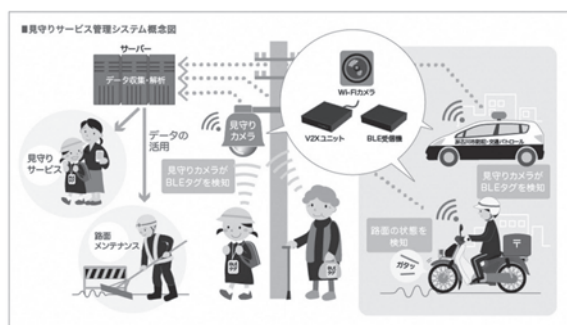 ■見守りサービス管理システム概念図
サーバー
データ収集・解析
データの
活用
見守り
サービス
路面
メンテナンス
見守り
カメラ
Wi-Fiカメラ
V2Xユニット
BLE受信機
見守りカメラが
BLEタグを検知
BLE
タグ
BLE
タグ
見守りカメラが
BLEタグを検知
路面の状態を
検知
ガタッ
〒